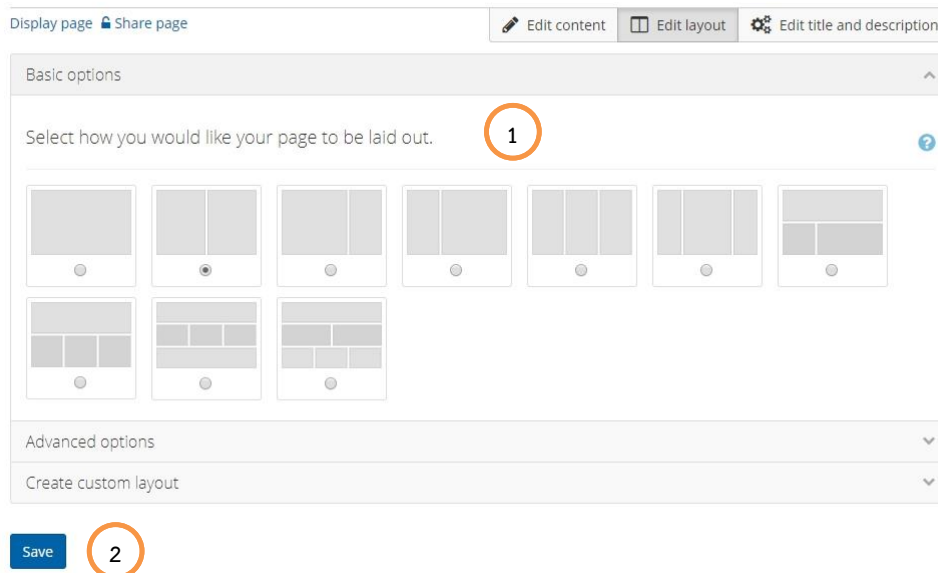 Display page Share page Edit content Edit layout Edit title and description
Basic options
Select how you would like your page to be laid out. 1
Advanced options
Create custom layout
Save 2